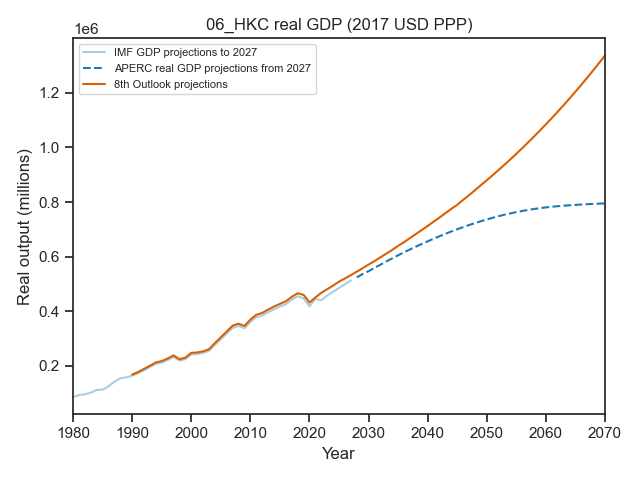 06_HKC real GDP (2017 USD PPP)
1e6
IMF GDP projections to 2027
APERC real GDP projections from 2027
8th Outlook projections
Real output (millions)
1.2
1.0
0.8
0.6
0.4
0.2
1980 1990 2000 2010 2020 2030 2040 2050 2060 2070
Year